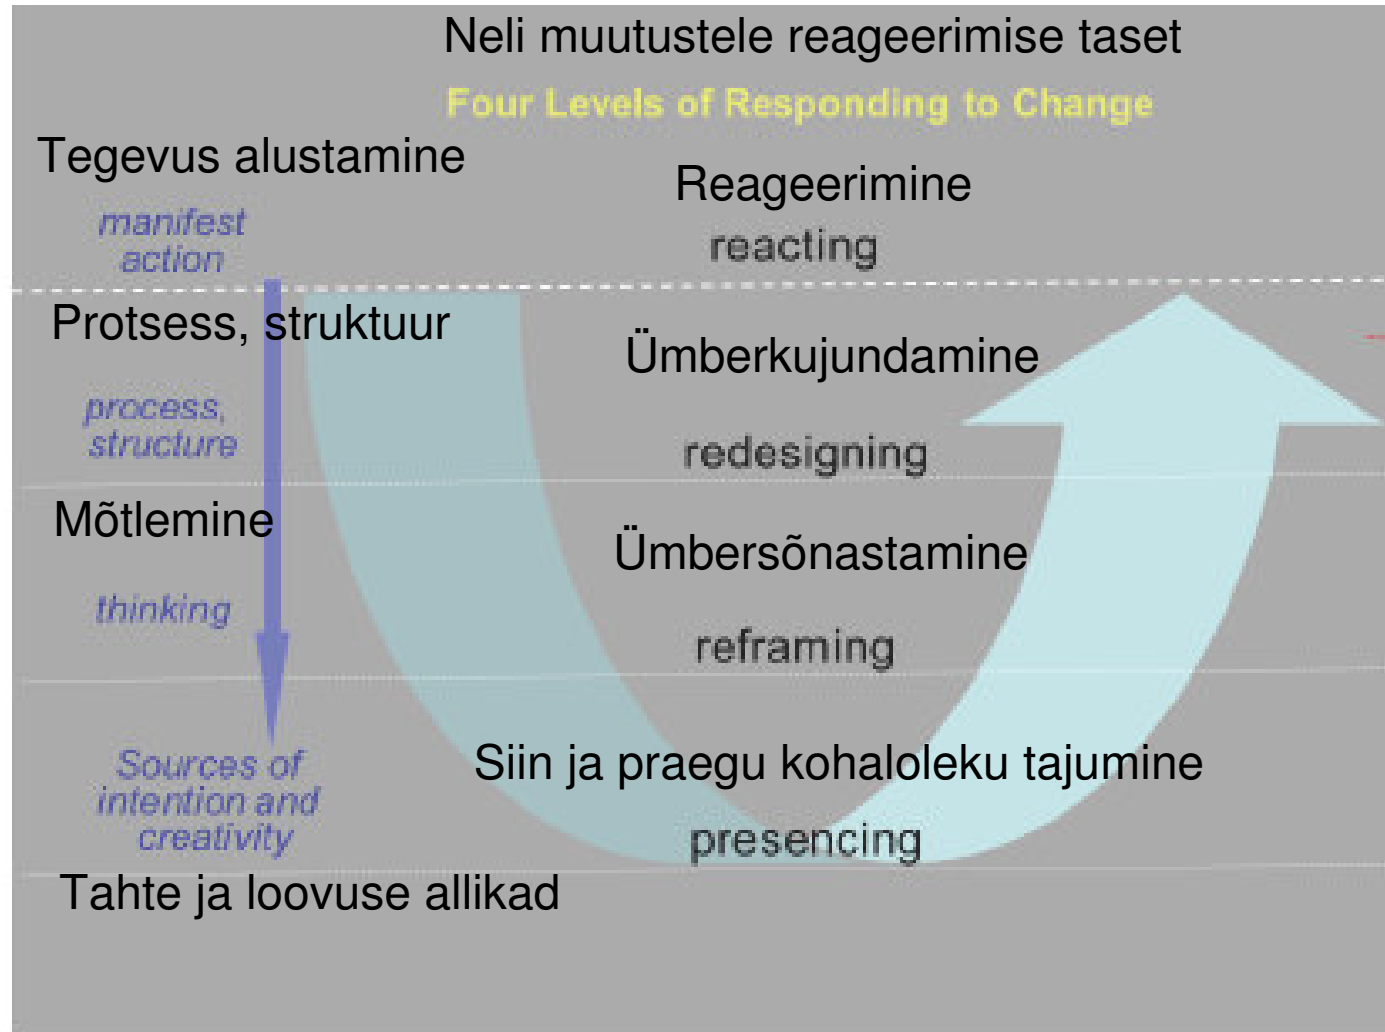 Neli muutustele reageerimise taset
Four Levels of Responding to Change
Tegevus alustamine
Reageerimine
manifest
action
reacting
Protsess, struktuur
Ümberkujundamine
process,
structure
redesigning
Mõtlemine
Ümbersõnastamine
thinking
reframing
Siin ja praegu kohaloleku tajumine
Sources of
intention and
creativity
presencing
Tahte ja loovuse allikad